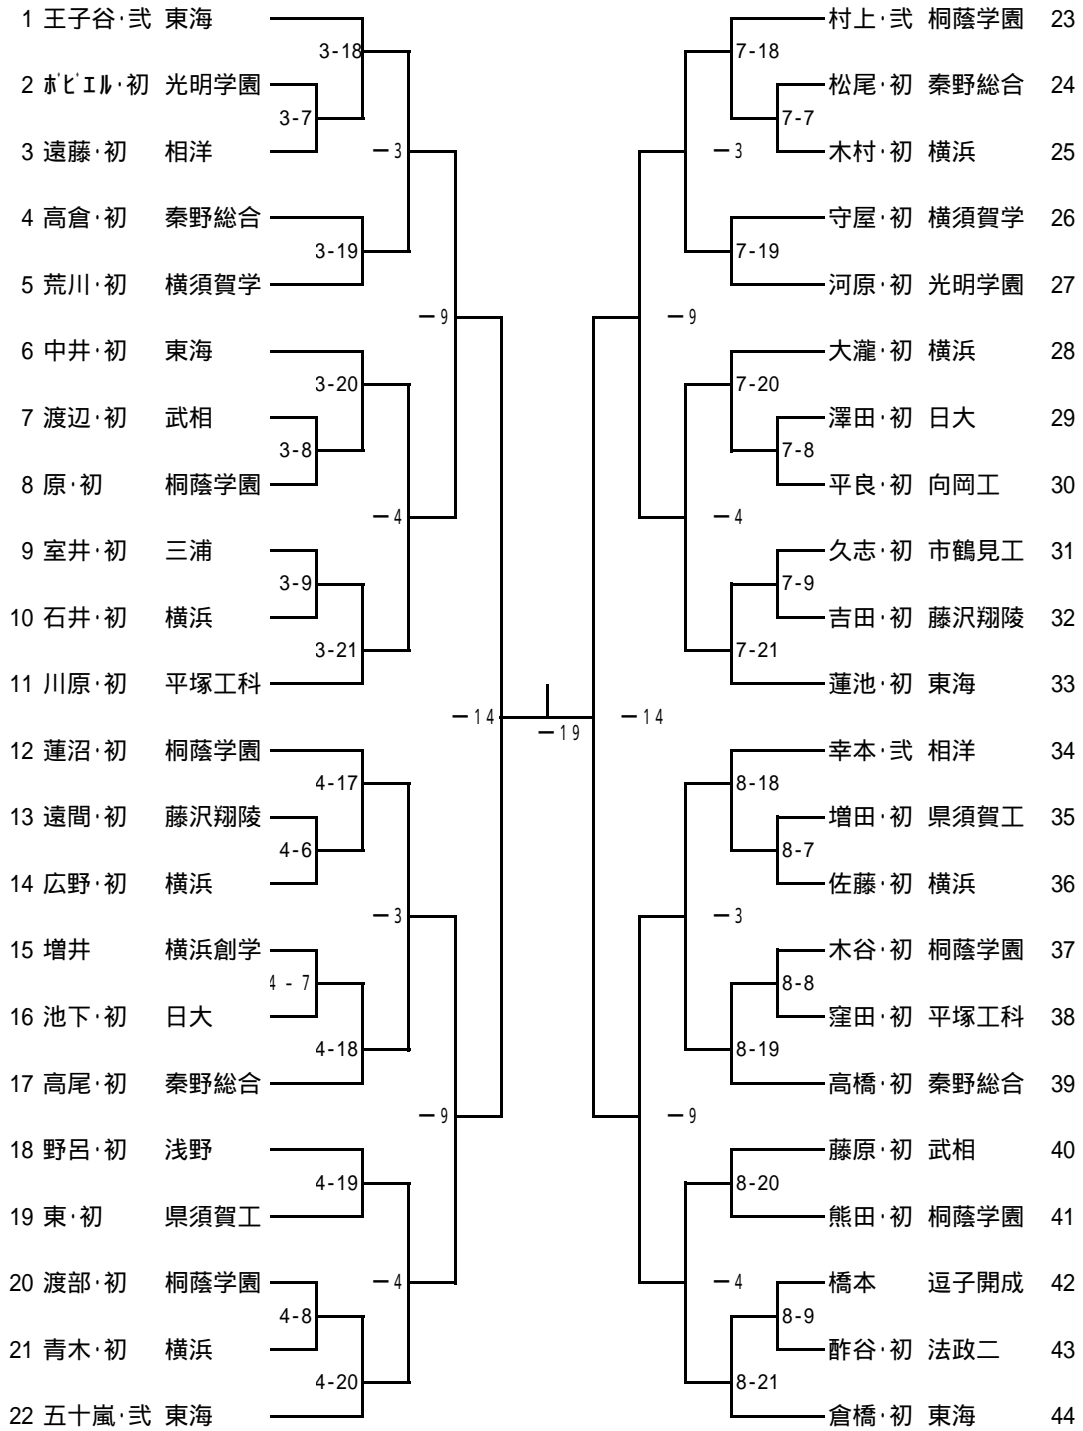 1 王子谷・弐 東海
3-18
2 ﾎﾞﾋﾞｴﾙ・初 光明学園
3-7
3 遠藤・初 相洋
－3
4 高倉・初 秦野総合
3-19
5 荒川・初 横須賀学
－9
6 中井・初 東海
3-20
7 渡辺・初 武相
3-8
8 原・初 桐蔭学園
－4
9 室井・初 三浦
3-9
10 石井・初 横浜
3-21
11 川原・初 平塚工科
－14
12 蓮沼・初 桐蔭学園
4-17
13 遠間・初 藤沢翔陵
4-6
14 広野・初 横浜
－3
15 増井 横浜創学
4 - 7
16 池下・初 日大
4-18
17 高尾・初 秦野総合
－9
18 野呂・初 浅野
4-19
19 東・初 県須賀工
20 渡部・初 桐蔭学園
－4
4-8
21 青木・初 横浜
4-20
22 五十嵐・弐 東海
－19
村上・弐 桐蔭学園 23
7-18
松尾・初 秦野総合 24
7-7
木村・初 横浜 25
－3
守屋・初 横須賀学 26
7-19
河原・初 光明学園 27
－9
大瀧・初 横浜 28
7-20
澤田・初 日大 29
7-8
平良・初 向岡工 30
－4
久志・初 市鶴見工 31
7-9
吉田・初 藤沢翔陵 32
7-21
蓮池・初 東海 33
－14
幸本・弐 相洋 34
8-18
増田・初 県須賀工 35
8-7
佐藤・初 横浜 36
－3
木谷・初 桐蔭学園 37
8-8
窪田・初 平塚工科 38
8-19
高橋・初 秦野総合 39
－9
藤原・初 武相 40
8-20
熊田・初 桐蔭学園 41
－4
橋本 逗子開成 42
8-9
酢谷・初 法政二 43
8-21
倉橋・初 東海 44